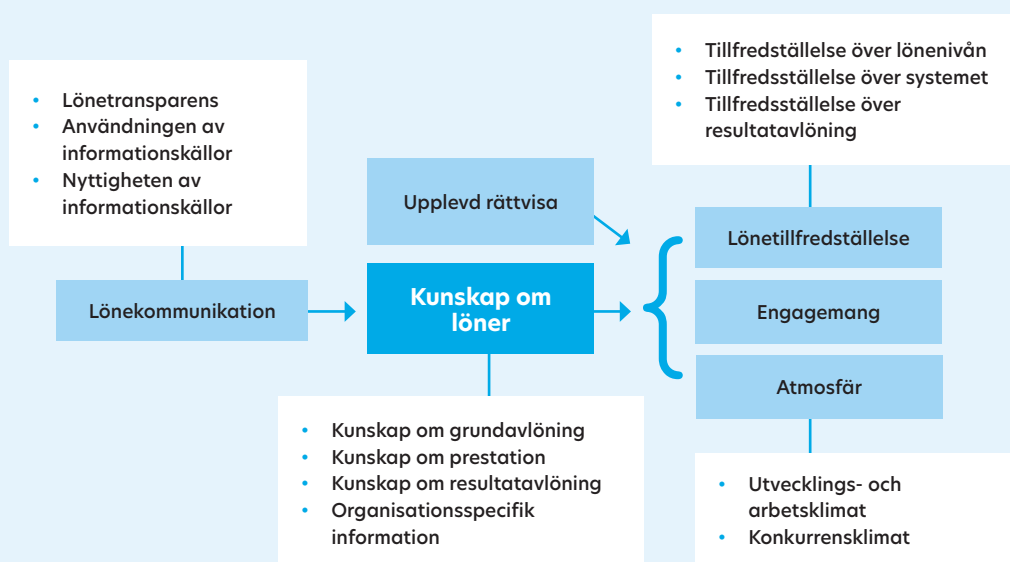 • Lönetransparens
• Användningen av
informationskällor
• Nyttigheten av
informationskällor
Lönekommunikation
Upplevd rättvisa
Kunskap om
löner
• Kunskap om grundavlöning
• Kunskap om prestation
• Kunskap om resultatavlöning
• Organisationsspecifik
information
• Tillfredställelse över lönenivån
• Tillfredsställelse över systemet
• Tillfredsställelse över
resultatavlöning
Lönetillfredställelse
Engagemang
Atmosfär
• Utvecklings- och
arbetsklimat
• Konkurrensklimat